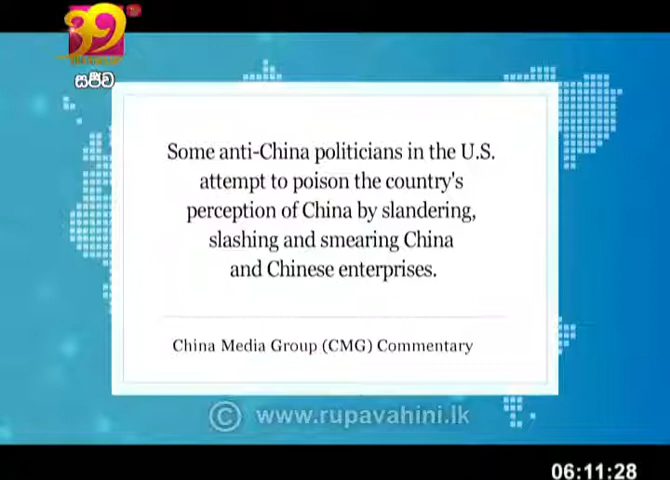 39
සජීව
Some anti-China politicians in the U.S.
attempt to poison the country's
perception of China by slandering,
slashing and smearing China
and Chinese enterprises.
China Media Group (CMG) Commentary
© www.rupavahini.lk
06:11:28